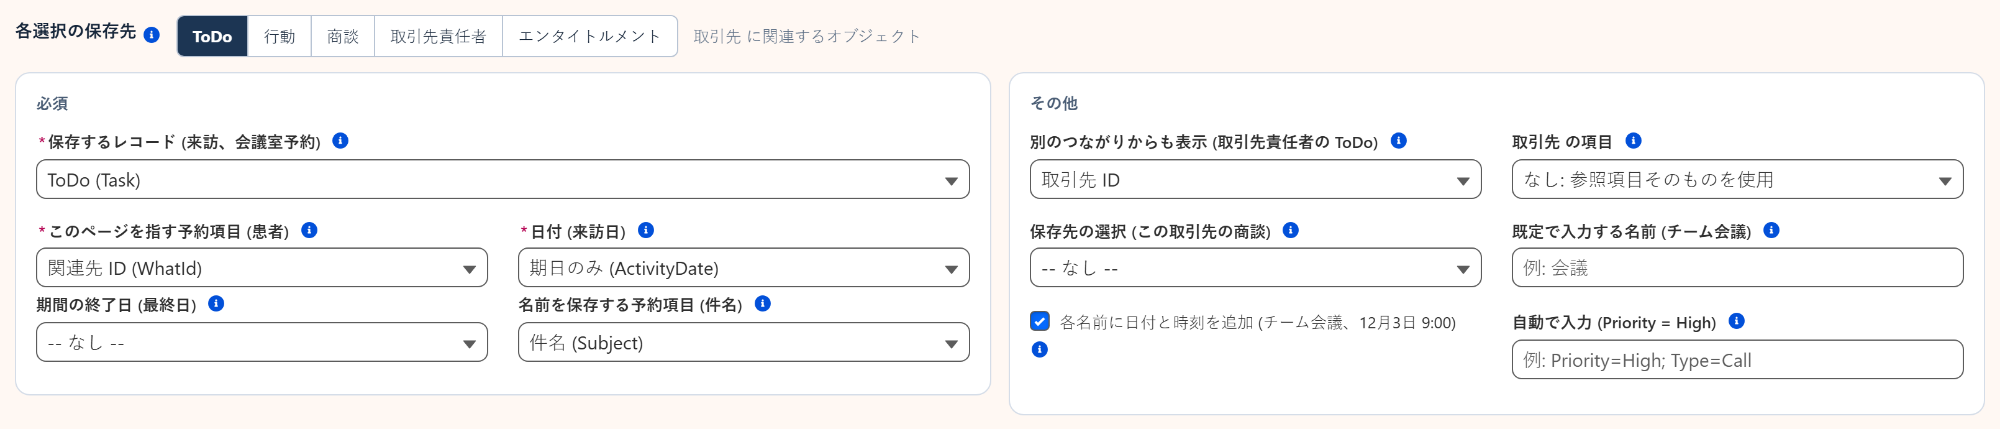 各選択の保存先
ToDo 行動 商談 取引先責任者 エンタイトルメント 取引先 に関連するオブジェクト
必須
*保存するレコード (来訪、会議室予約)
ToDo (Task)
*このページを指す予約項目 (患者)
関連先 ID (WhatId)
*日付 (来訪日)
期日のみ (ActivityDate)
期間の終了日 (最終日)
-- なし --
名前を保存する予約項目 (件名)
件名 (Subject)
その他
別のつながりからも表示 (取引先責任者の ToDo)
取引先 ID
取引先 の項目
なし: 参照項目そのものを使用
保存先の選択 (この取引先の商談)
-- なし --
既定で入力する名前 (チーム会議)
例: 会議
各名前に日付と時刻を追加 (チーム会議、12月3日 9:00)
自動で入力 (Priority = High)
例: Priority=High; Type=Call